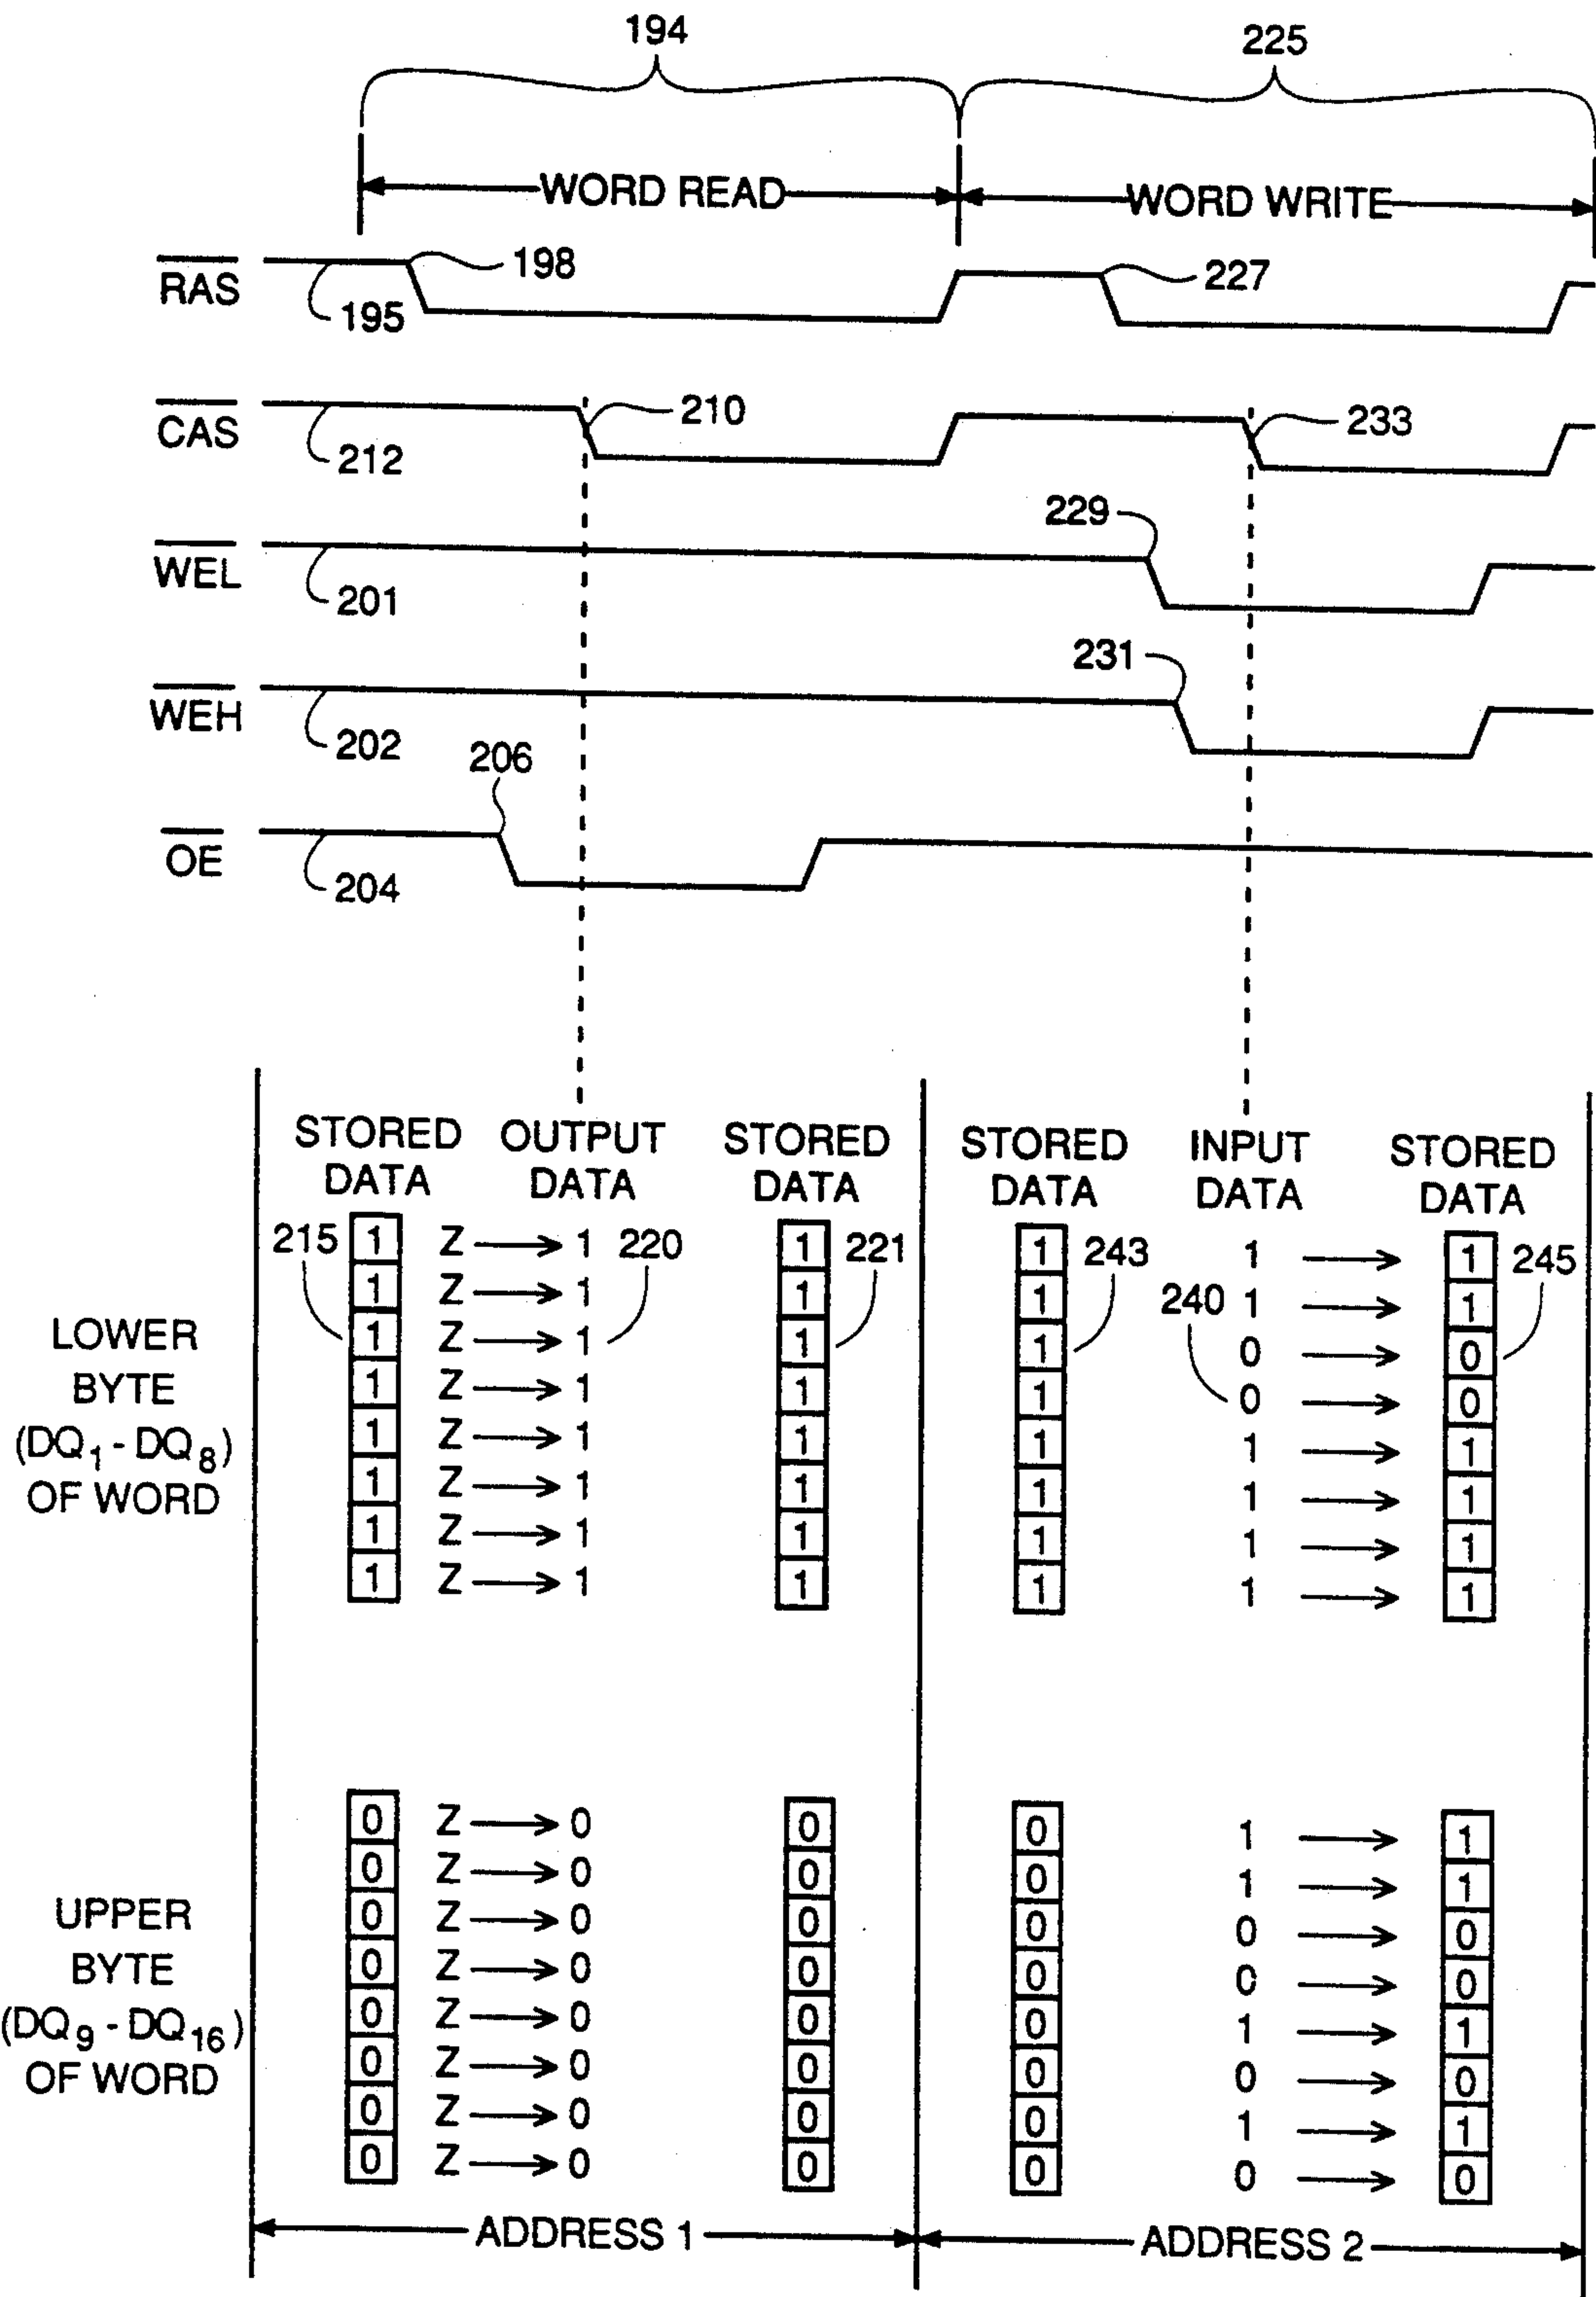 194 225
WORD READ WORD WRITE
RAS 195 198 227
CAS 212 210 233
WEL 201 229
WEH 202 231
OE 204 206
STORED DATA OUTPUT DATA STORED DATA STORED DATA INPUT DATA STORED DATA
LOWER BYTE (DQ1 - DQ8) OF WORD
215 220 221 243 240 245
1 Z 1 1 1 1 1
1 Z 1 1 1 1 1
1 Z 1 1 1 0 0
1 Z 1 1 1 0 0
1 Z 1 1 1 1 1
1 Z 1 1 1 1 1
1 Z 1 1 1 1 1
1 Z 1 1 1 1 1
UPPER BYTE (DQ9 - DQ16) OF WORD
0 Z 0 0 0 1 1
0 Z 0 0 0 1 1
0 Z 0 0 0 0 0
0 Z 0 0 0 0 0
0 Z 0 0 0 1 1
0 Z 0 0 0 0 0
0 Z 0 0 0 1 1
0 Z 0 0 0 0 0
ADDRESS 1 ADDRESS 2